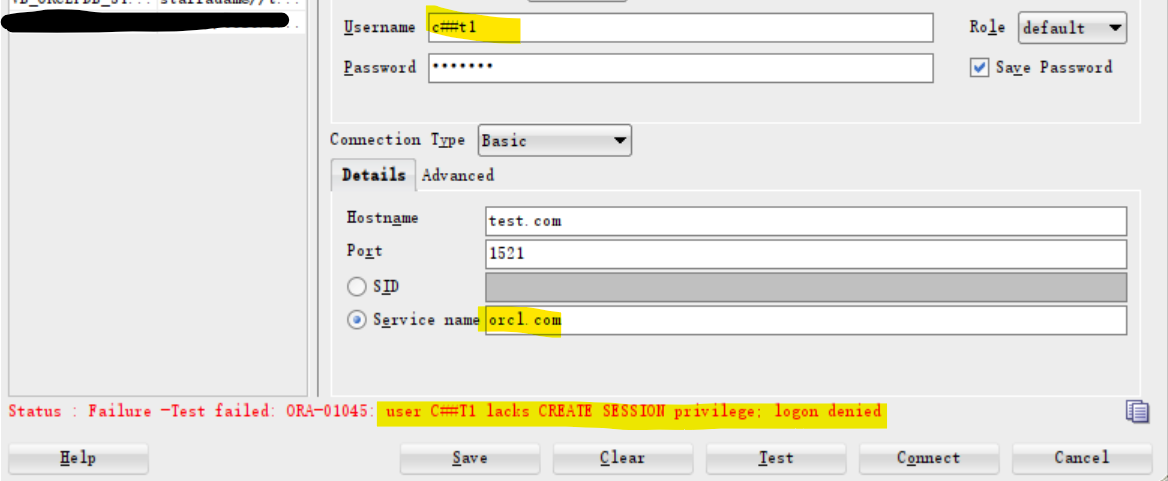 Username c##t1 Role default
Password ••••••• Save Password
Connection Type Basic
Details Advanced
Hostname test.com
Port 1521
SID
Service name orcl.com
Status : Failure -Test failed: ORA-01045: user C##T1 lacks CREATE SESSION privilege; logon denied
Help Save Clear Test Connect Cancel